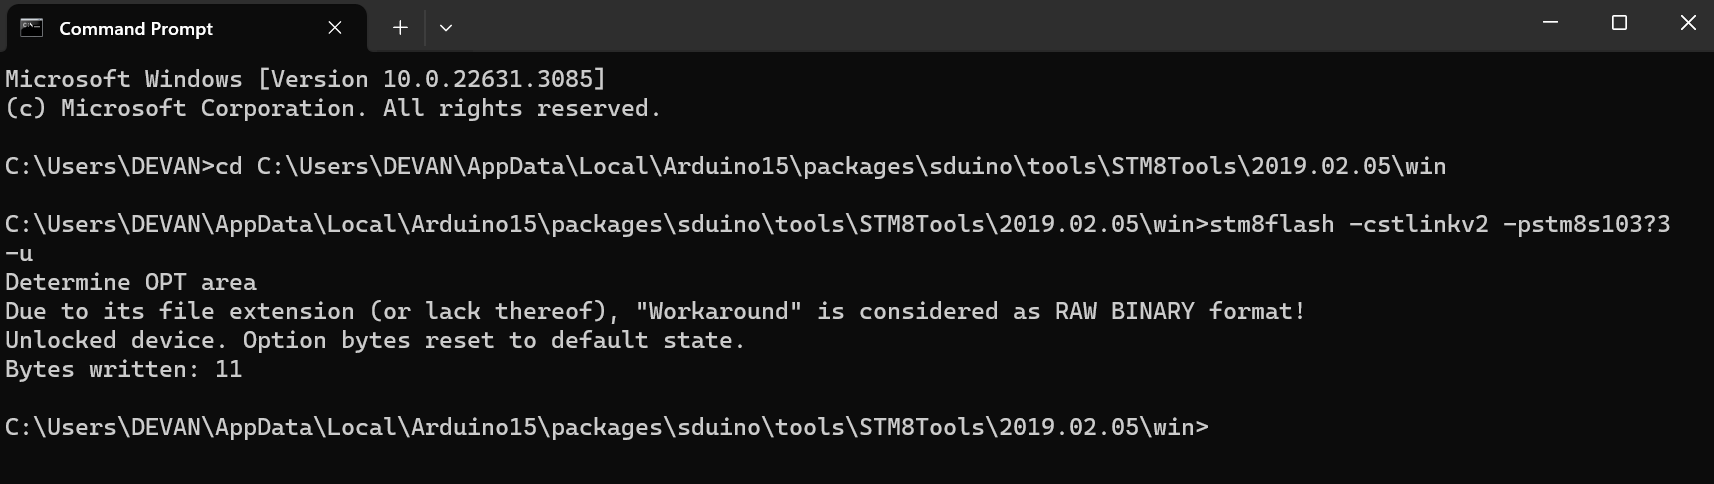 Command Prompt
Microsoft Windows [Version 10.0.22631.3085]
(c) Microsoft Corporation. All rights reserved.
C:\Users\DEVAN>cd C:\Users\DEVAN\AppData\Local\Arduino15\packages\sduino\tools\STM8Tools\2019.02.05\win
C:\Users\DEVAN\AppData\Local\Arduino15\packages\sduino\tools\STM8Tools\2019.02.05\win>stm8flash -cstlinkv2 -pstm8s103?3
-u
Determine OPT area
Due to its file extension (or lack thereof), "Workaround" is considered as RAW BINARY format!
Unlocked device. Option bytes reset to default state.
Bytes written: 11
C:\Users\DEVAN\AppData\Local\Arduino15\packages\sduino\tools\STM8Tools\2019.02.05\win>